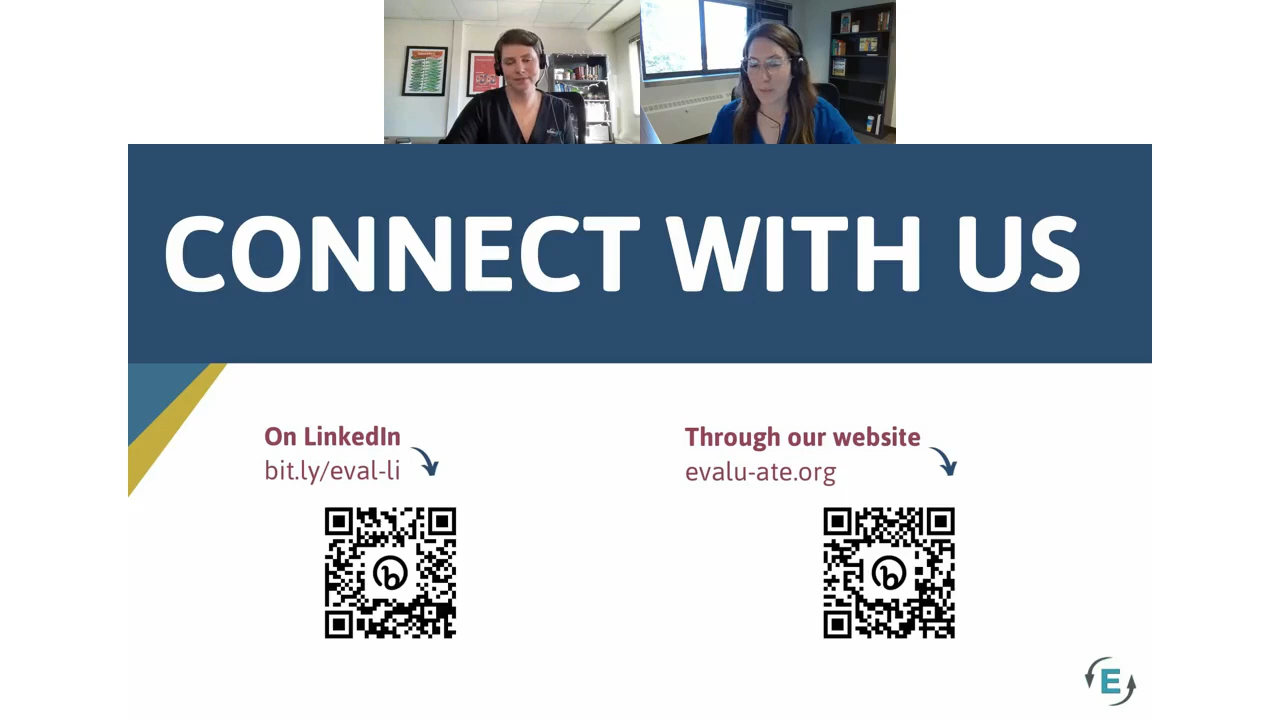 CONNECT WITH US
On LinkedIn
bit.ly/eval-li
Through our website
evalu-ate.org
b
b
E